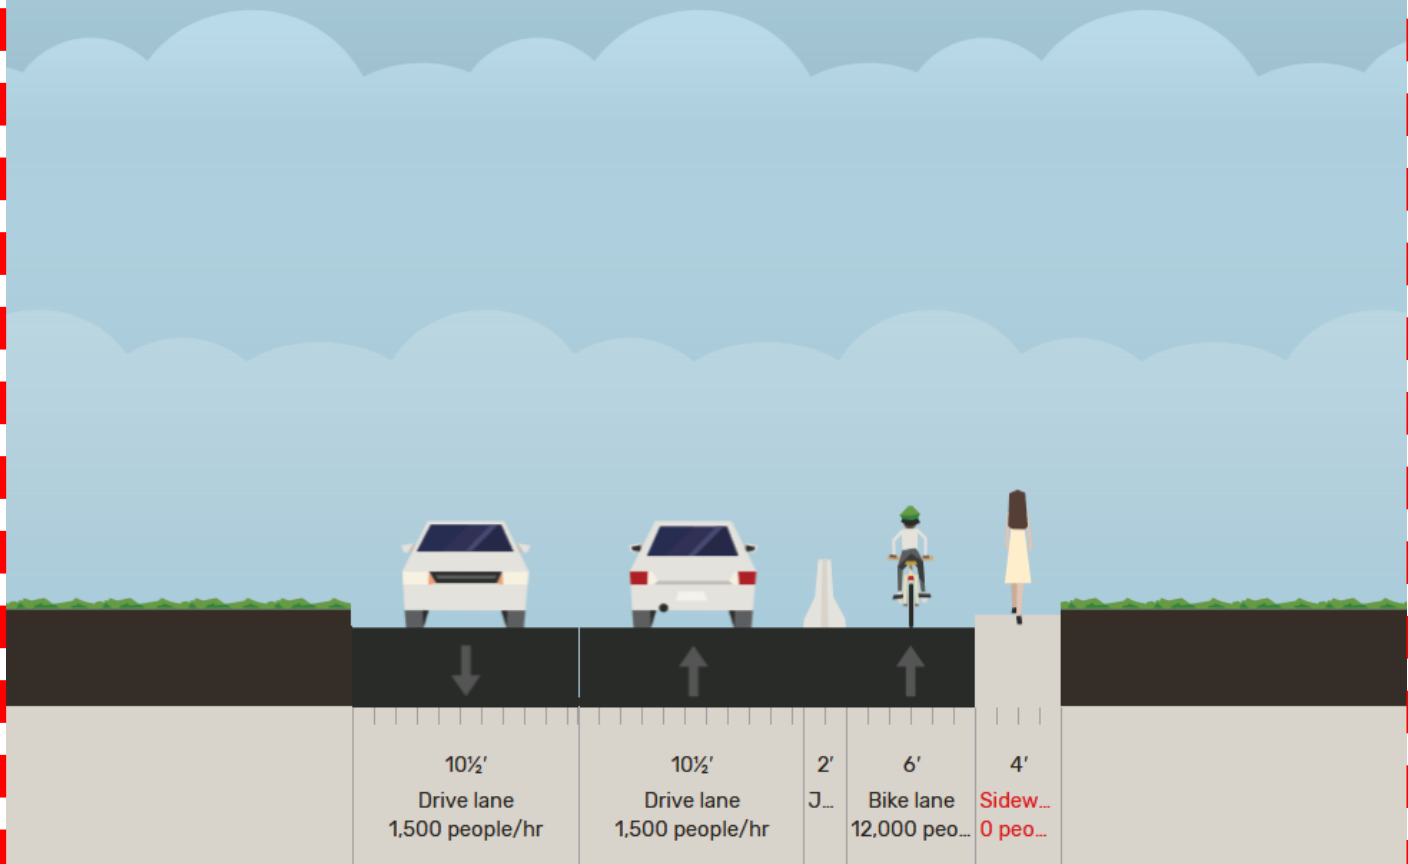 10½′
10½′
2′
6′
4′
Drive lane
Drive lane
J…
Bike lane
Sidew…
1,500 people/hr
1,500 people/hr
12,000 peo…
0 peo…